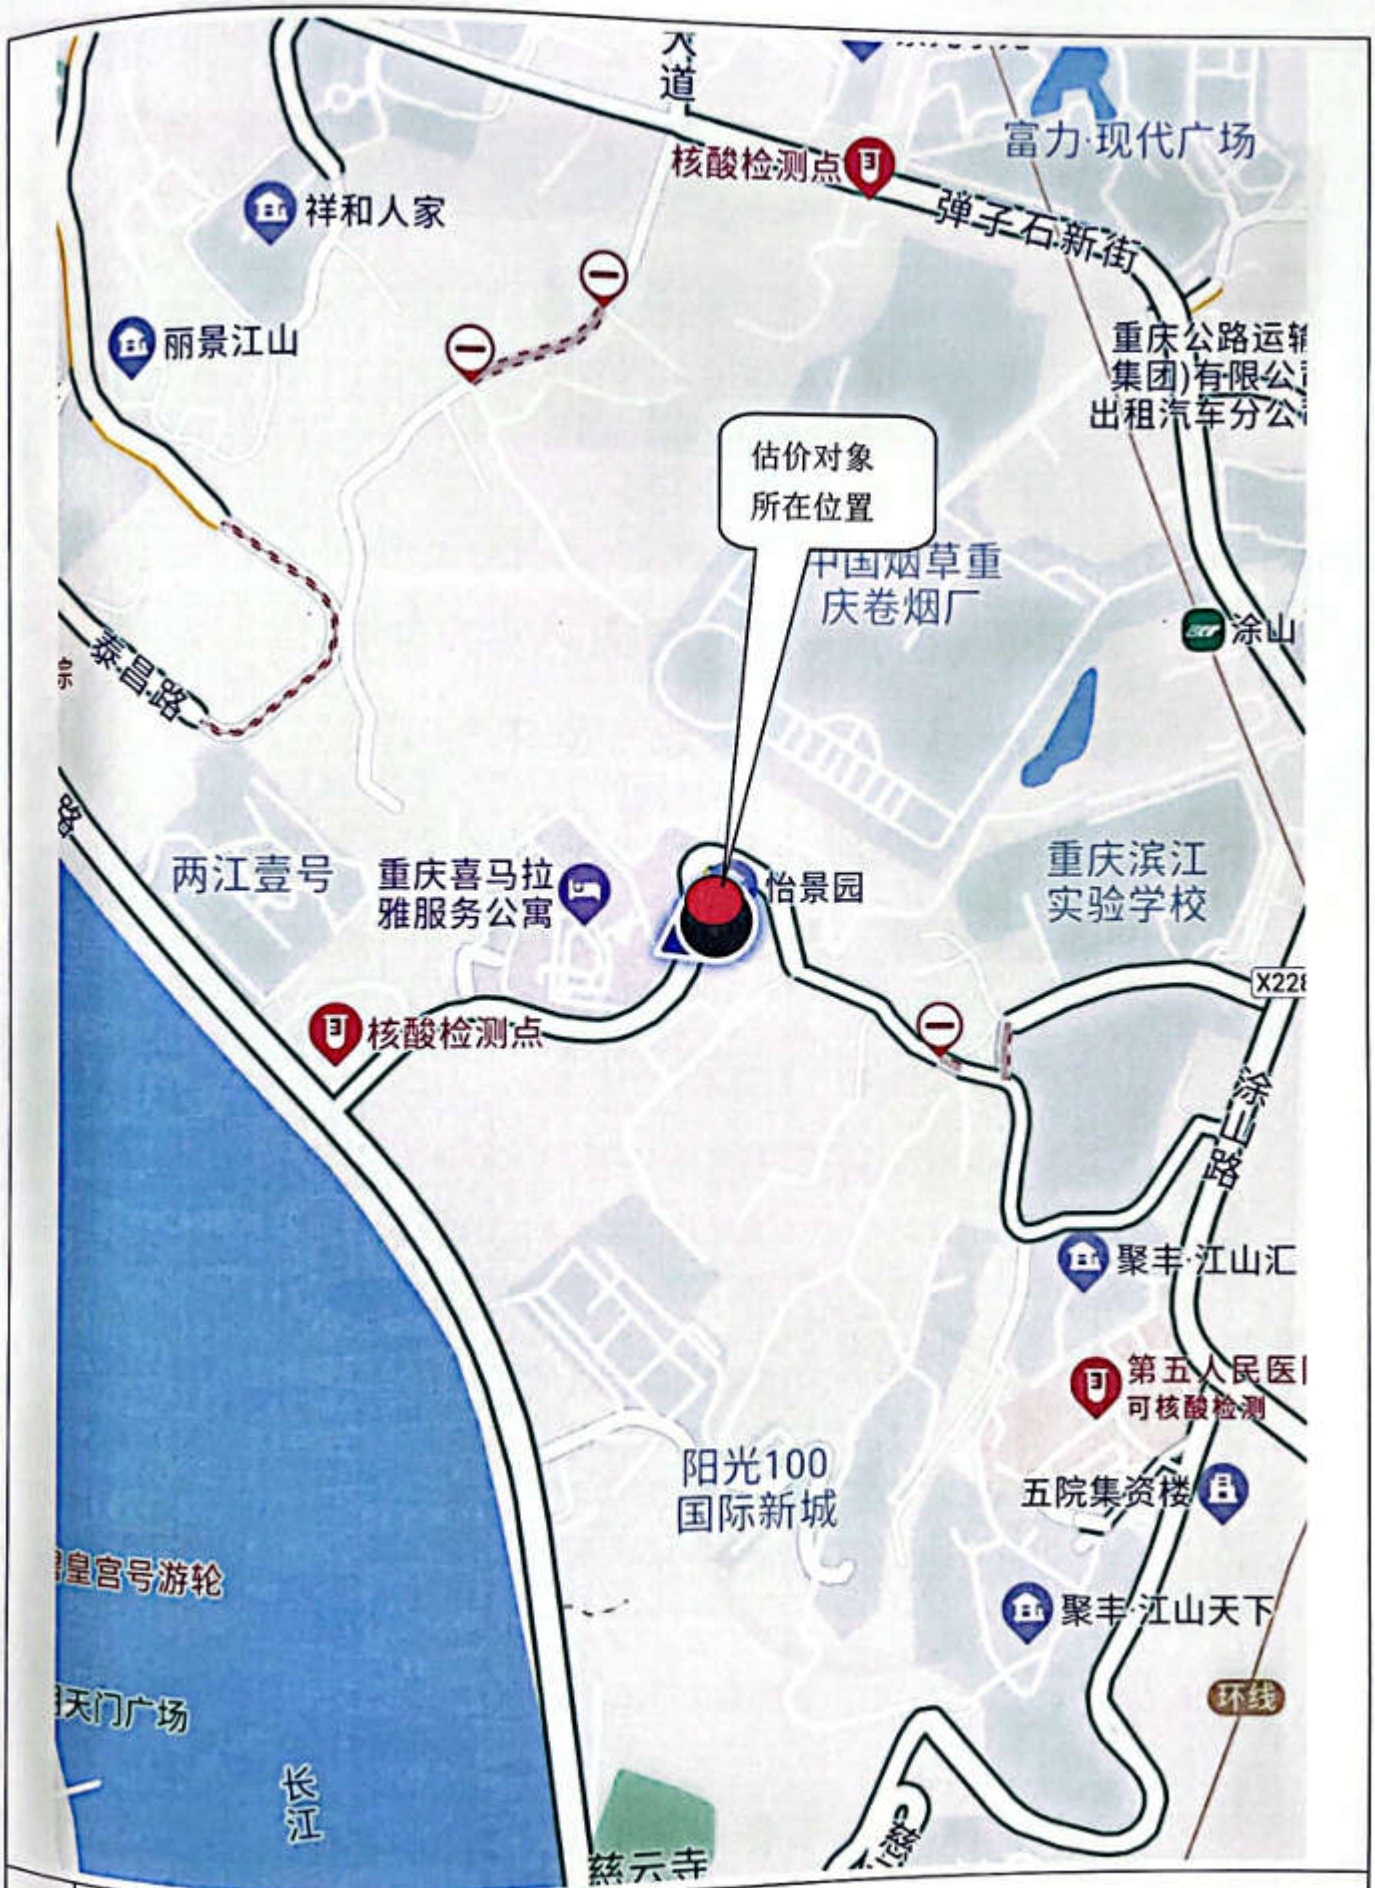 大
道
富力·现代广场
核酸检测点
弹子石新街
祥和人家
丽景江山
重庆公路运输
集团)有限公司
出租汽车分公
估价对象
所在位置
中国烟草重
庆卷烟厂
涂山
泰昌路
综
路
两江壹号
重庆喜马拉
雅服务公寓
怡景园
重庆滨江
实验学校
X228
核酸检测点
涂山路
聚丰·江山汇
第五人民医
可核酸检测
阳光100
国际新城
五院集资楼
皇宫号游轮
聚丰·江山天下
环线
天门广场
长江
慈云寺
慈